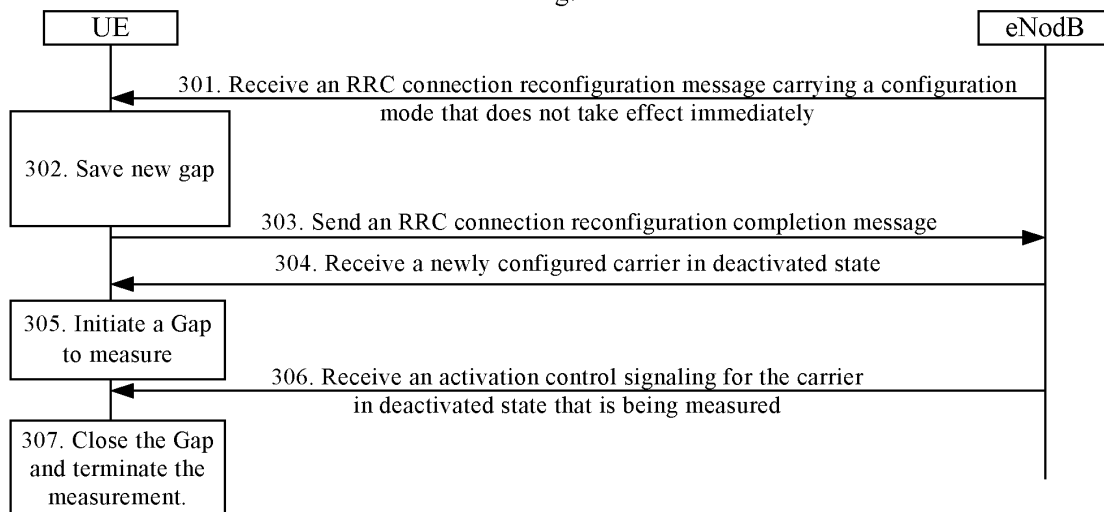 UE
eNodB
301. Receive an RRC connection reconfiguration message carrying a configuration
mode that does not take effect immediately
302. Save new gap
303. Send an RRC connection reconfiguration completion message
304. Receive a newly configured carrier in deactivated state
305. Initiate a Gap
to measure
306. Receive an activation control signaling for the carrier
in deactivated state that is being measured
307. Close the Gap
and terminate the
measurement.